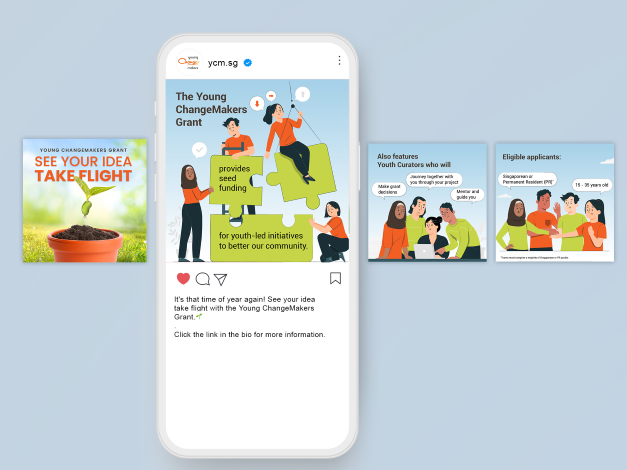 YOUNG CHANGEMAKERS GRANT
SEE YOUR IDEA
TAKE FLIGHT
young
change
makers
ycm.sg
The Young
ChangeMakers
Grant
provides
seed
funding
for youth-led initiatives
to better our community.
It's that time of year again! See your idea
take flight with the Young ChangeMakers
Grant.🌱
Click the link in the bio for more information.
Also features
Youth Curators who will
Make grant
decisions
Journey together with
you through your project
Mentor and
guide you
Eligible applicants:
Singaporean or
Permanent Resident (PR)*
15 - 35 years old